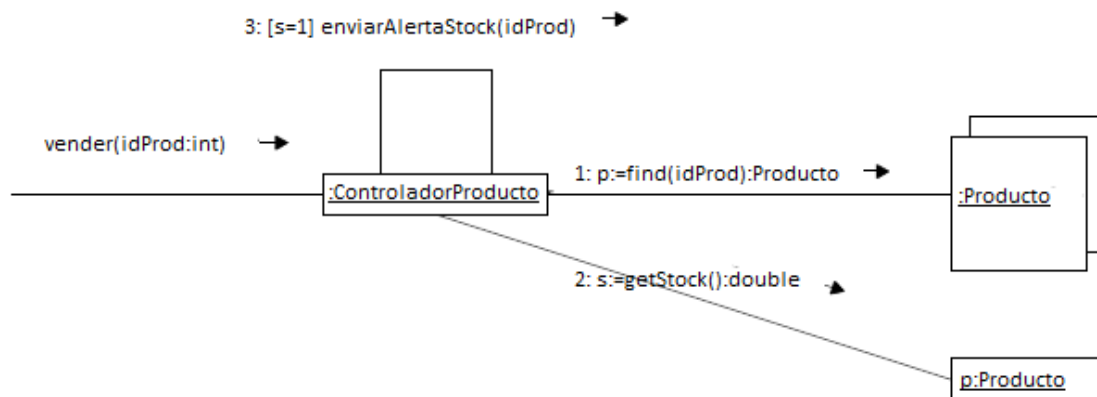 3: [s=1] enviarAlertaStock(idProd)
vender(idProd:int)
1: p:=find(idProd):Producto
:ControladorProducto
:Producto
2: s:=getStock():double
p:Producto